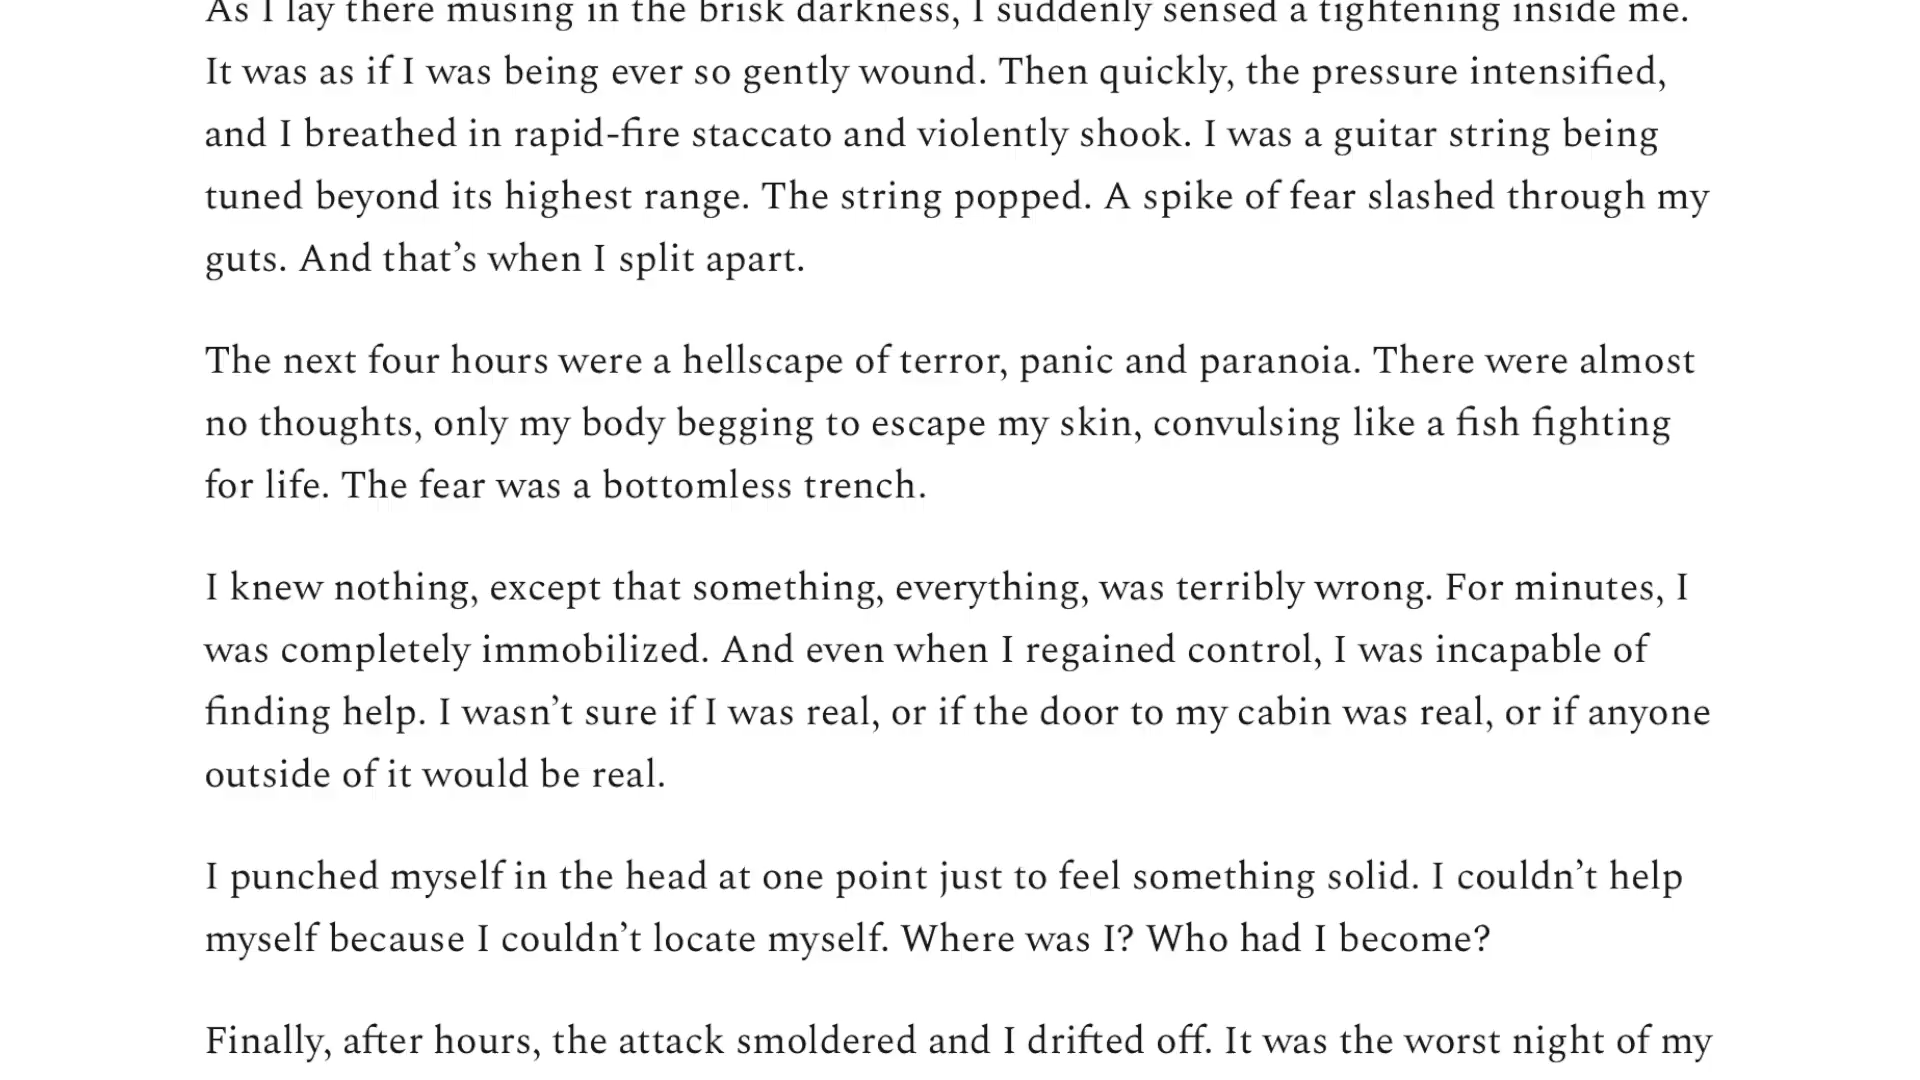 As I lay there musing in the brisk darkness, I suddenly sensed a tightening inside me.
It was as if I was being ever so gently wound. Then quickly, the pressure intensified,
and I breathed in rapid-fire staccato and violently shook. I was a guitar string being
tuned beyond its highest range. The string popped. A spike of fear slashed through my
guts. And that’s when I split apart.
The next four hours were a hellscape of terror, panic and paranoia. There were almost
no thoughts, only my body begging to escape my skin, convulsing like a fish fighting
for life. The fear was a bottomless trench.
I knew nothing, except that something, everything, was terribly wrong. For minutes, I
was completely immobilized. And even when I regained control, I was incapable of
finding help. I wasn’t sure if I was real, or if the door to my cabin was real, or if anyone
outside of it would be real.
I punched myself in the head at one point just to feel something solid. I couldn’t help
myself because I couldn’t locate myself. Where was I? Who had I become?
Finally, after hours, the attack smoldered and I drifted off. It was the worst night of my